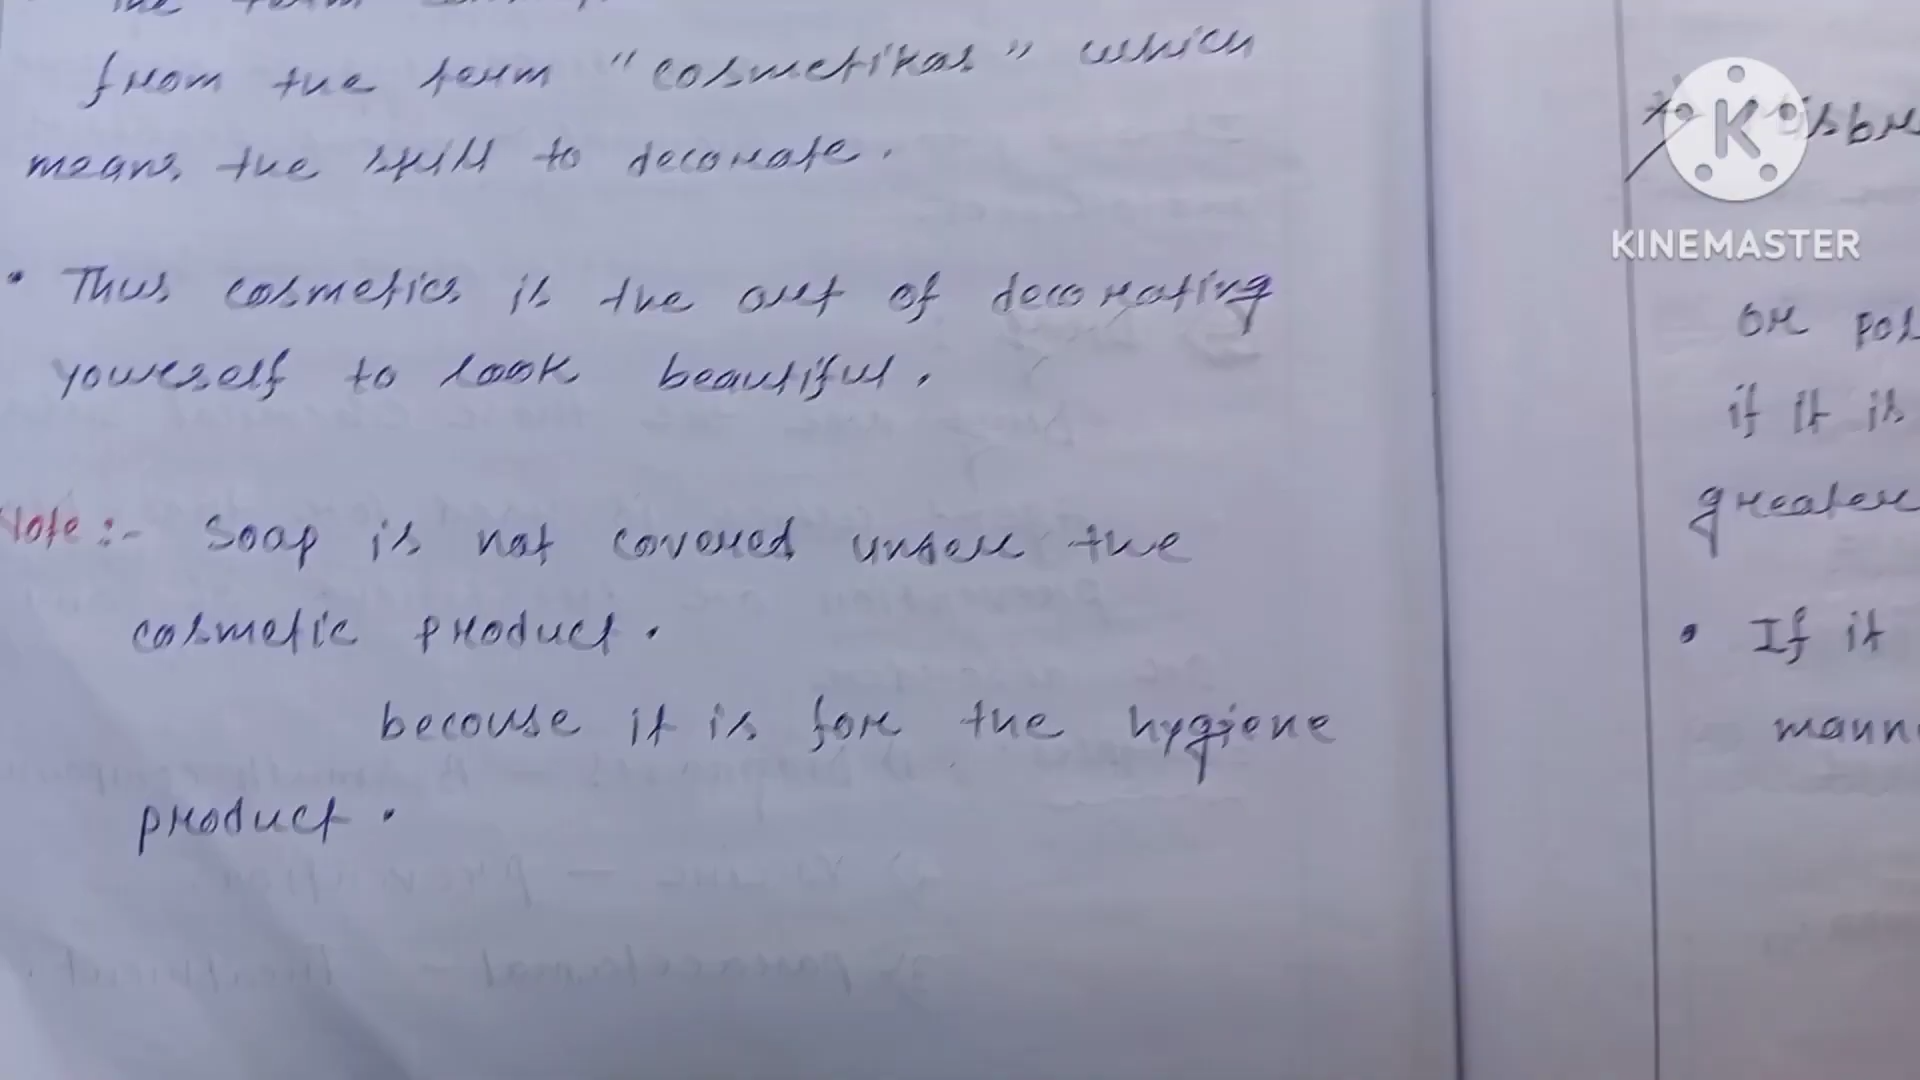 from the term "cosmetikas" which
means the skill to decorate.
• Thus cosmetics is the art of decorating
yourself to look beautiful.
Note :- Soap is not covered under the
cosmetic product.
becouse it is for the hygiene
product.
KINEMASTER
or
if it is
greater
• If it